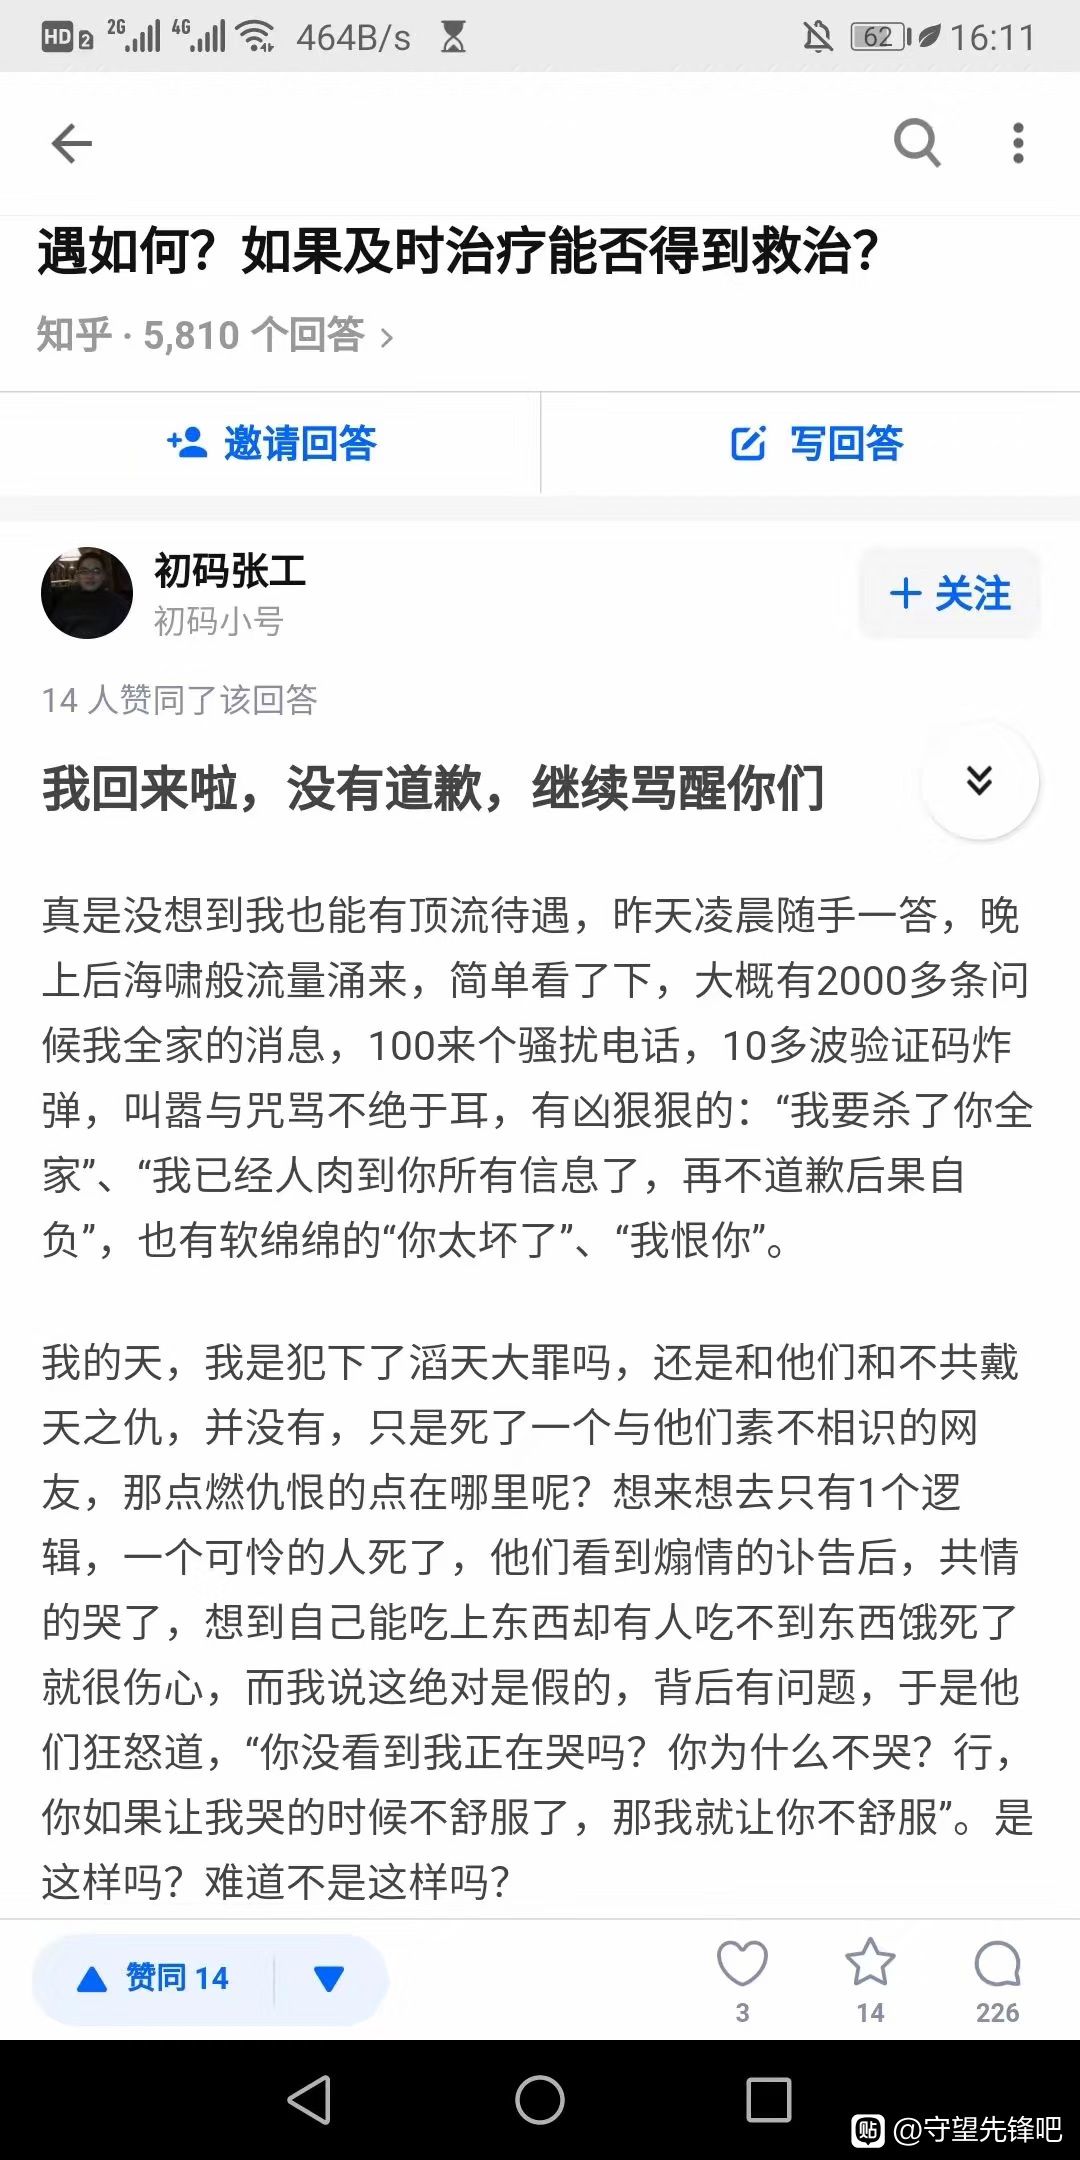 HD 2 2G 4G 464B/s 62 16:11
遇如何？如果及时治疗能否得到救治？
知乎 · 5,810 个回答 >
邀请回答
写回答
初码张工
初码小号
+ 关注
14 人赞同了该回答
我回来啦，没有道歉，继续骂醒你们
真是没想到我也能有顶流待遇，昨天凌晨随手一答，晚
上后海啸般流量涌来，简单看了下，大概有2000多条问
候我全家的消息，100来个骚扰电话，10多波验证码炸
弹，叫嚣与咒骂不绝于耳，有凶狠狠的：“我要杀了你全
家”、“我已经人肉到你所有信息了，再不道歉后果自
负”，也有软绵绵的“你太坏了”、“我恨你”。
我的天，我是犯下了滔天大罪吗，还是和他们和不共戴
天之仇，并没有，只是死了一个与他们素不相识的网
友，那点燃仇恨的点在哪里呢？想来想去只有1个逻
辑，一个可怜的人死了，他们看到煽情的讣告后，共情
的哭了，想到自己能吃上东西却有人吃不到东西饿死了
就很伤心，而我说这绝对是假的，背后有问题，于是他
们狂怒道，“你没看到我正在哭吗？你为什么不哭？行，
你如果让我哭的时候不舒服了，那我就让你不舒服”。是
这样吗？难道不是这样吗？
赞同 14
3
14
226
贴 @守望先锋吧